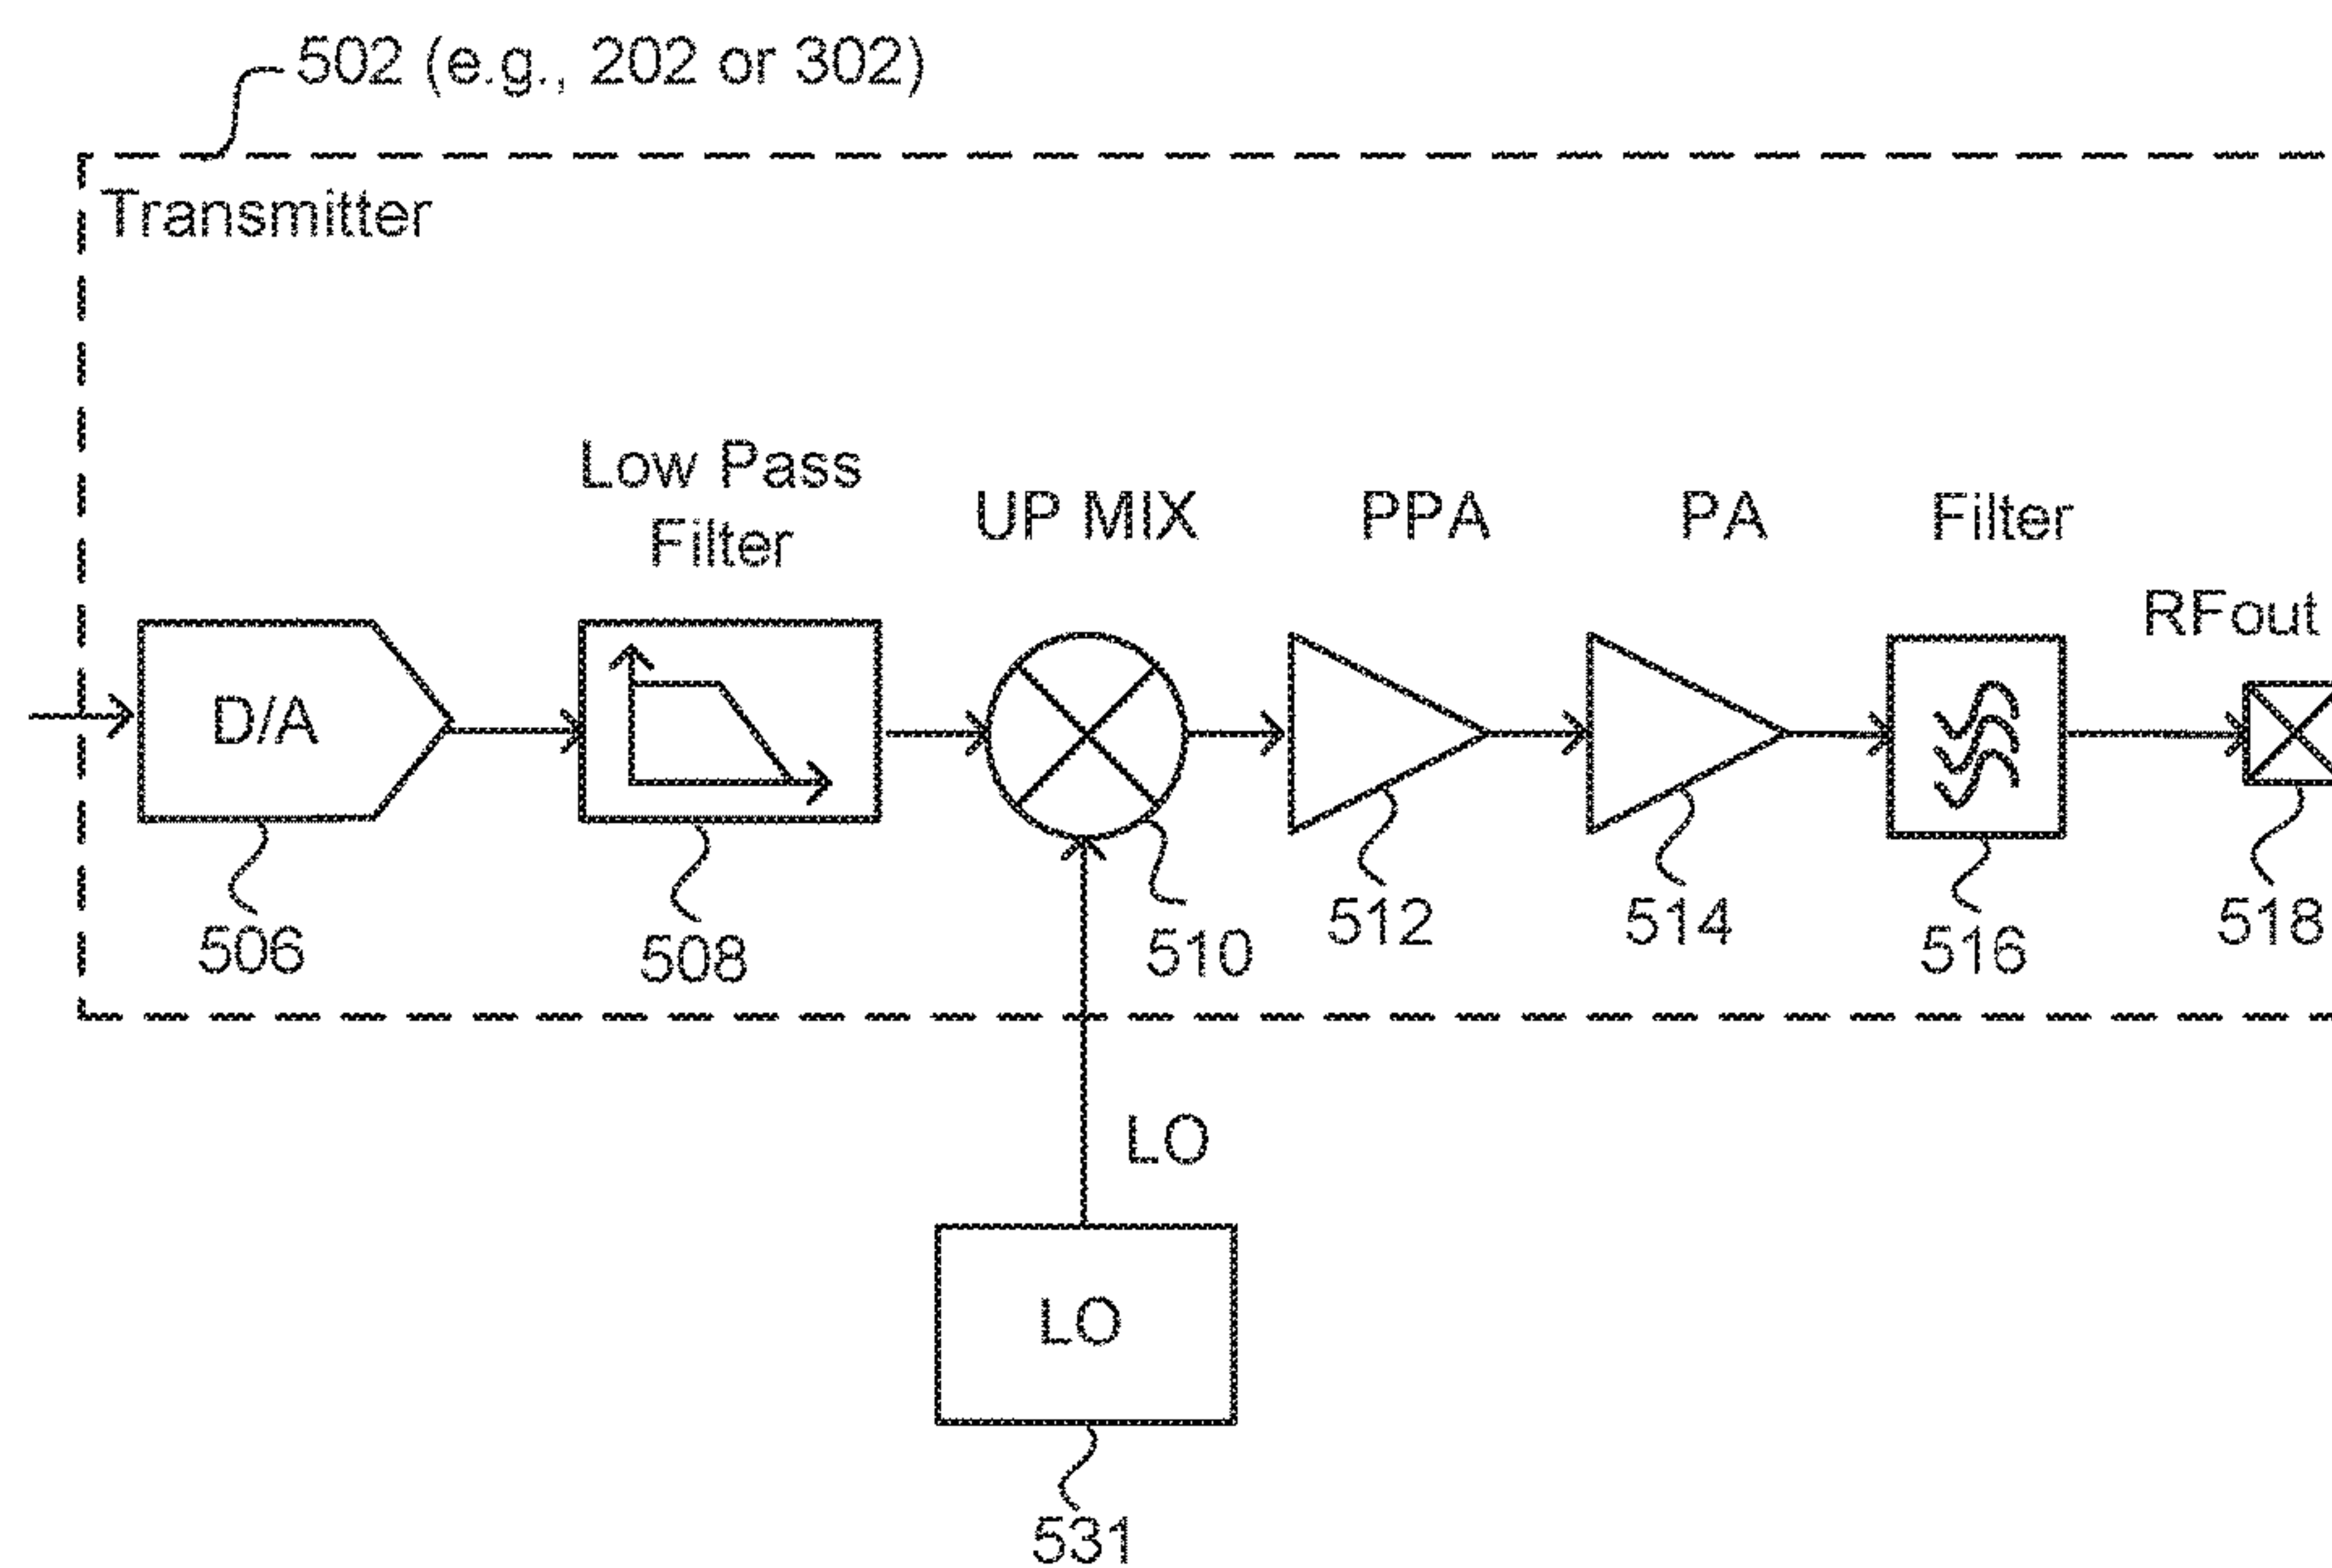 502 (e.g., 202 or 302)
Transmitter
Low Pass
Filter
UP MIX
PPA
PA
Filter
RFout
D/A
506
508
510
512
514
516
518
LO
LO
531